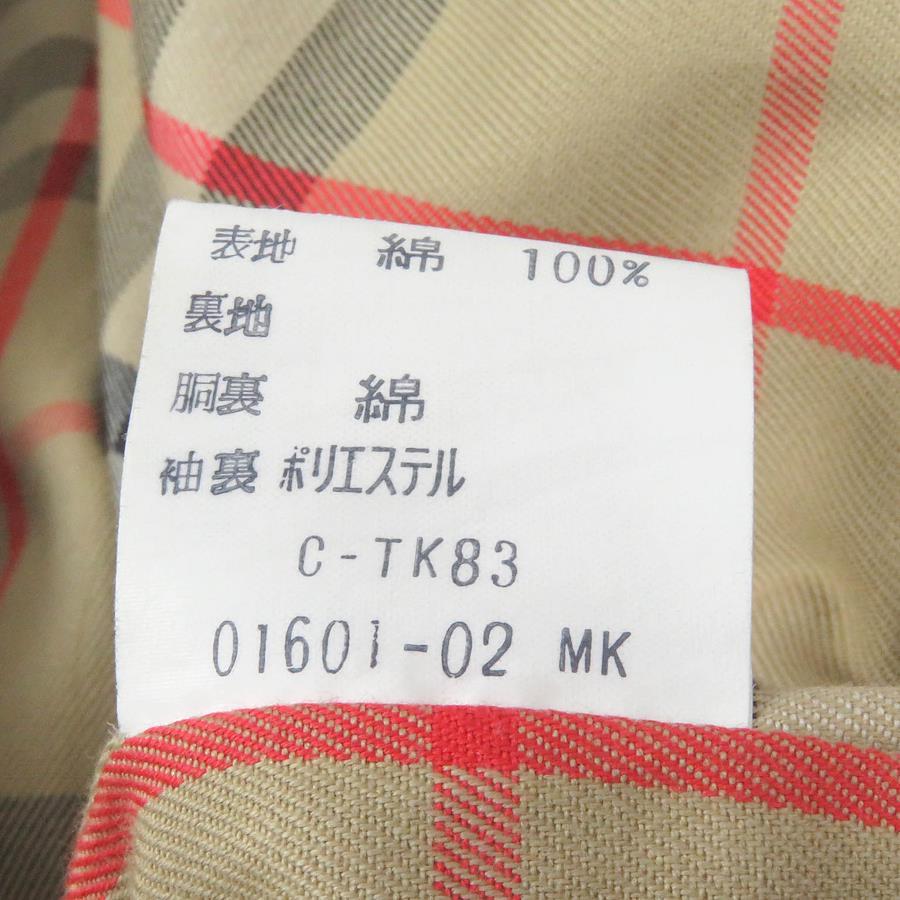 表地 綿 100%
裏地
胴裏 綿
袖裏 ポリエステル
C-TK83
01601-02 MK